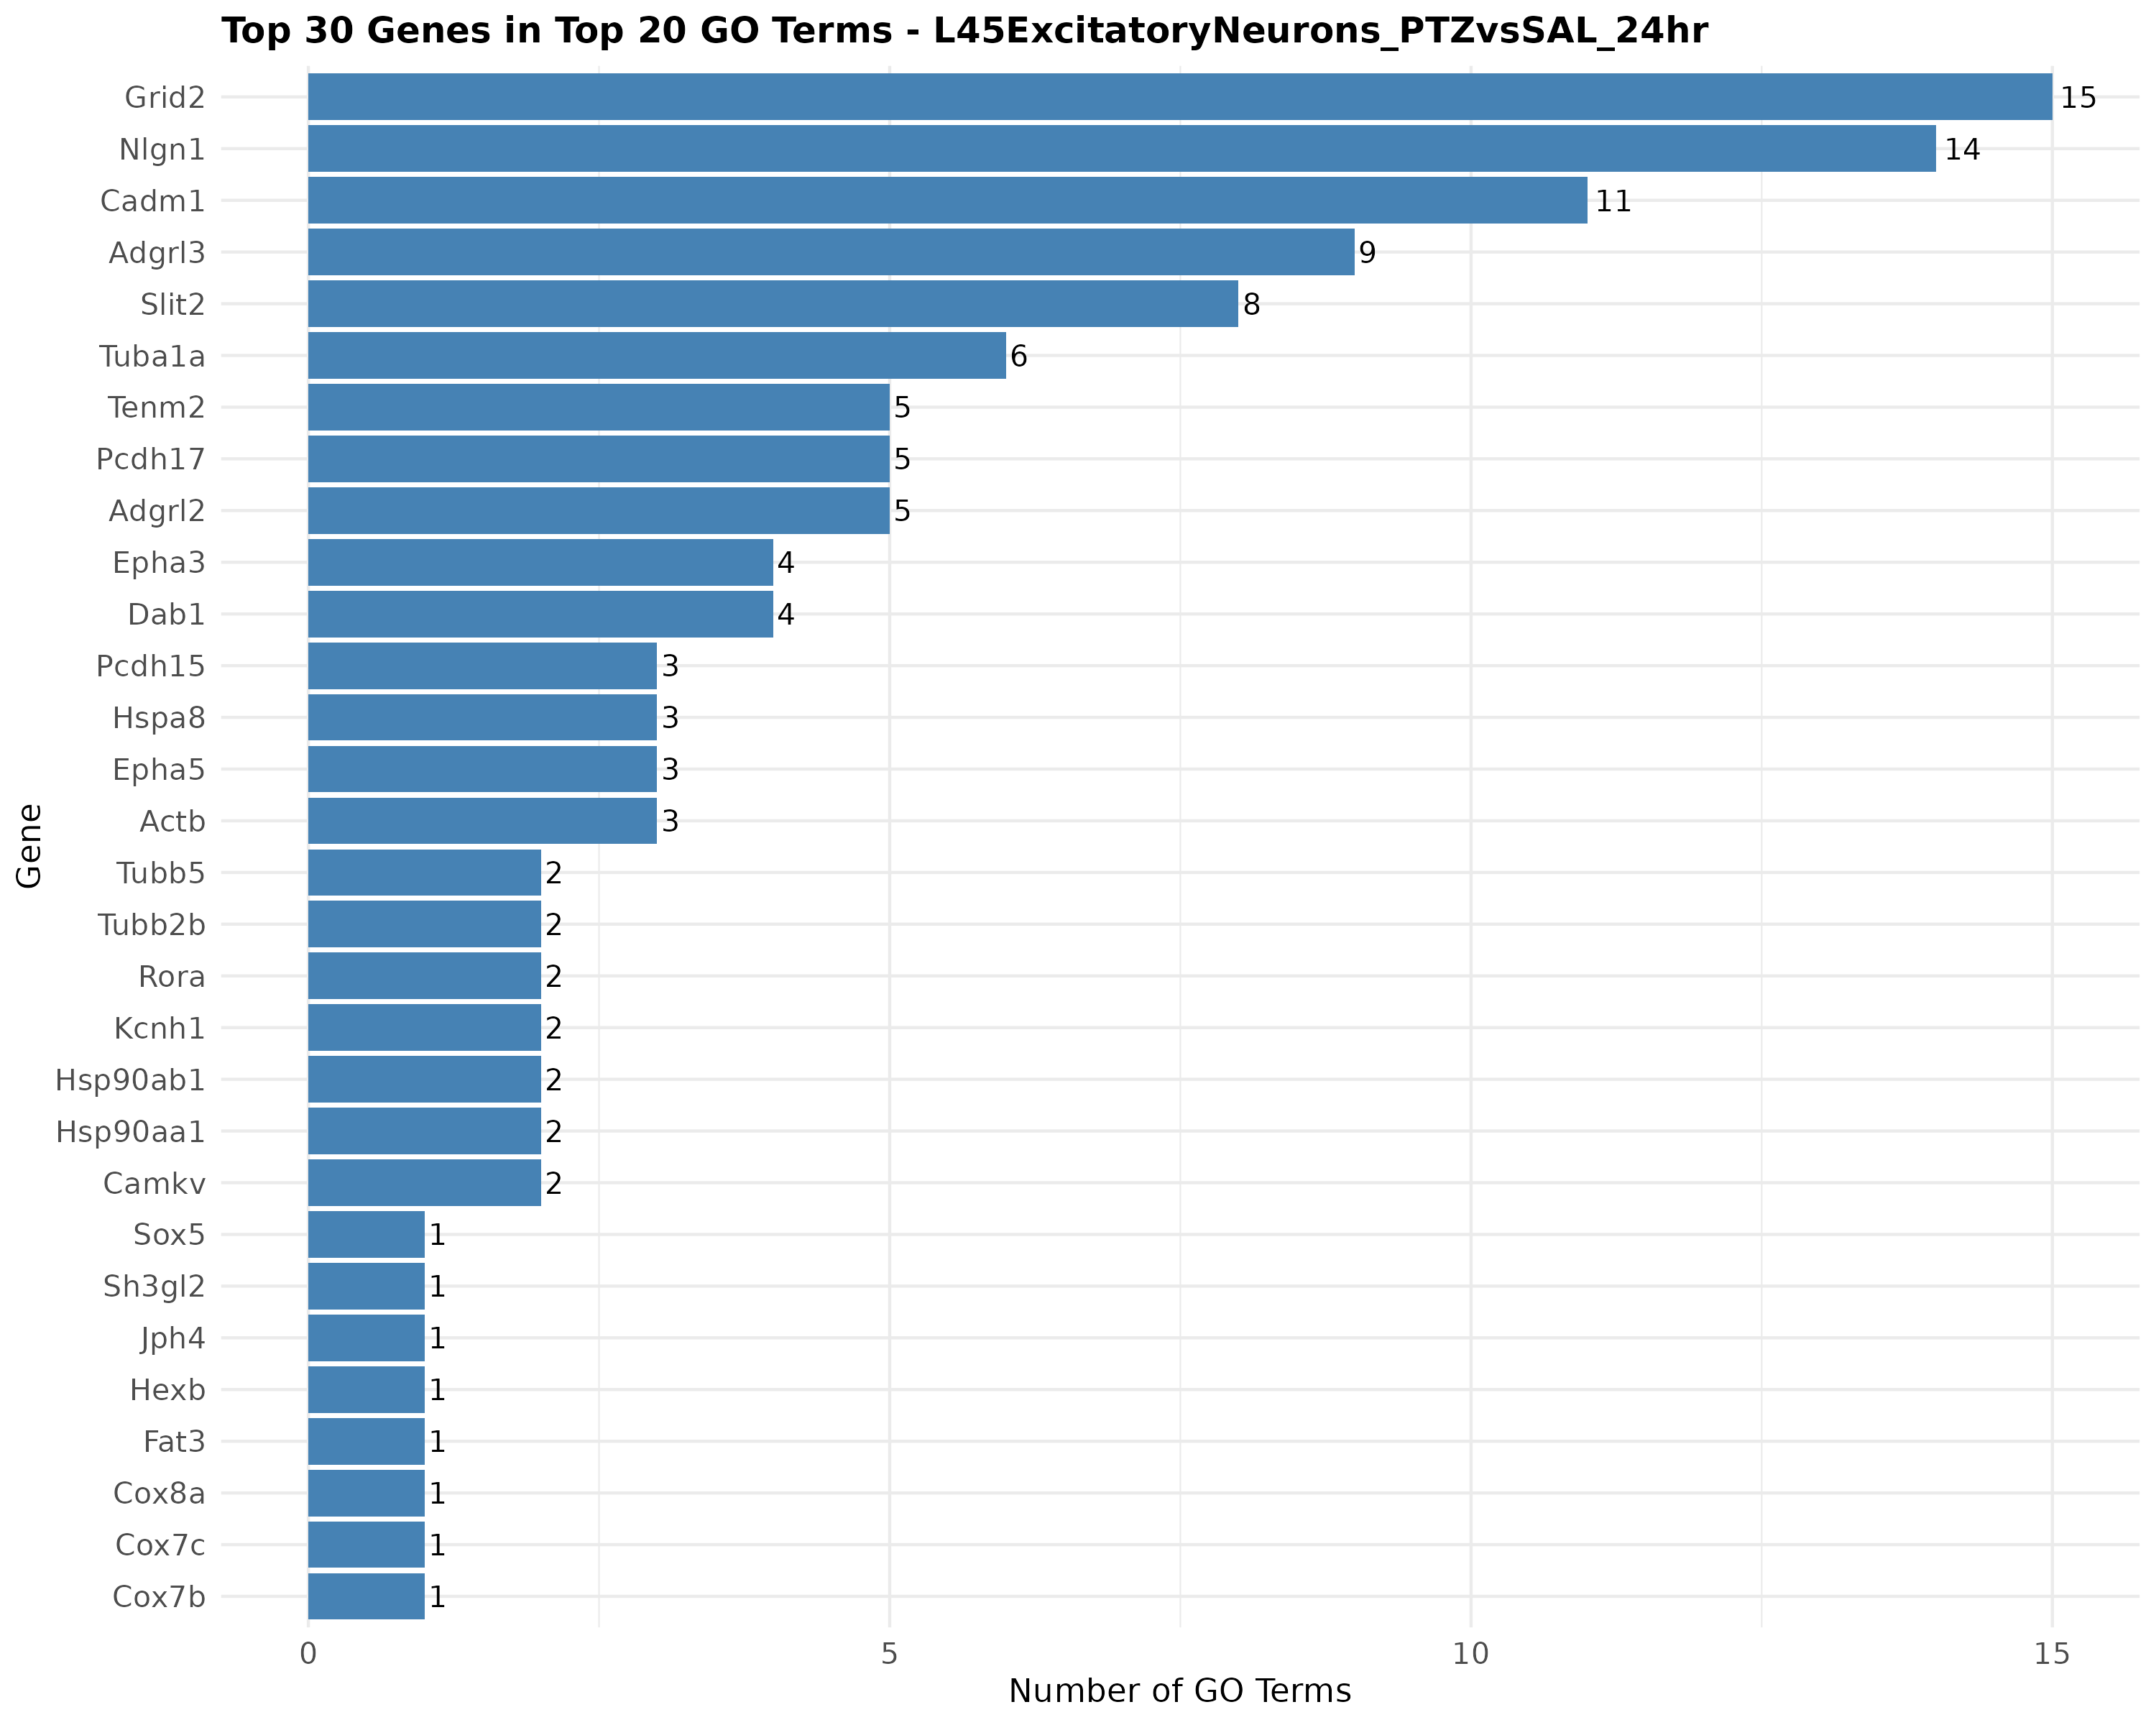 Top 30 Genes in Top 20 GO Terms - L45ExcitatoryNeurons_PTZvsSAL_24hr
Grid2 15
Nlgn1 14
Cadm1 11
Adgrl3 9
Slit2 8
Tuba1a 6
Tenm2 5
Pcdh17 5
Adgrl2 5
Epha3 4
Dab1 4
Pcdh15 3
Hspa8 3
Epha5 3
Actb 3
Tubb5 2
Tubb2b 2
Rora 2
Kcnh1 2
Hsp90ab1 2
Hsp90aa1 2
Camkv 2
Sox5 1
Sh3gl2 1
Jph4 1
Hexb 1
Fat3 1
Cox8a 1
Cox7c 1
Cox7b 1
Gene
0 5 10 15
Number of GO Terms